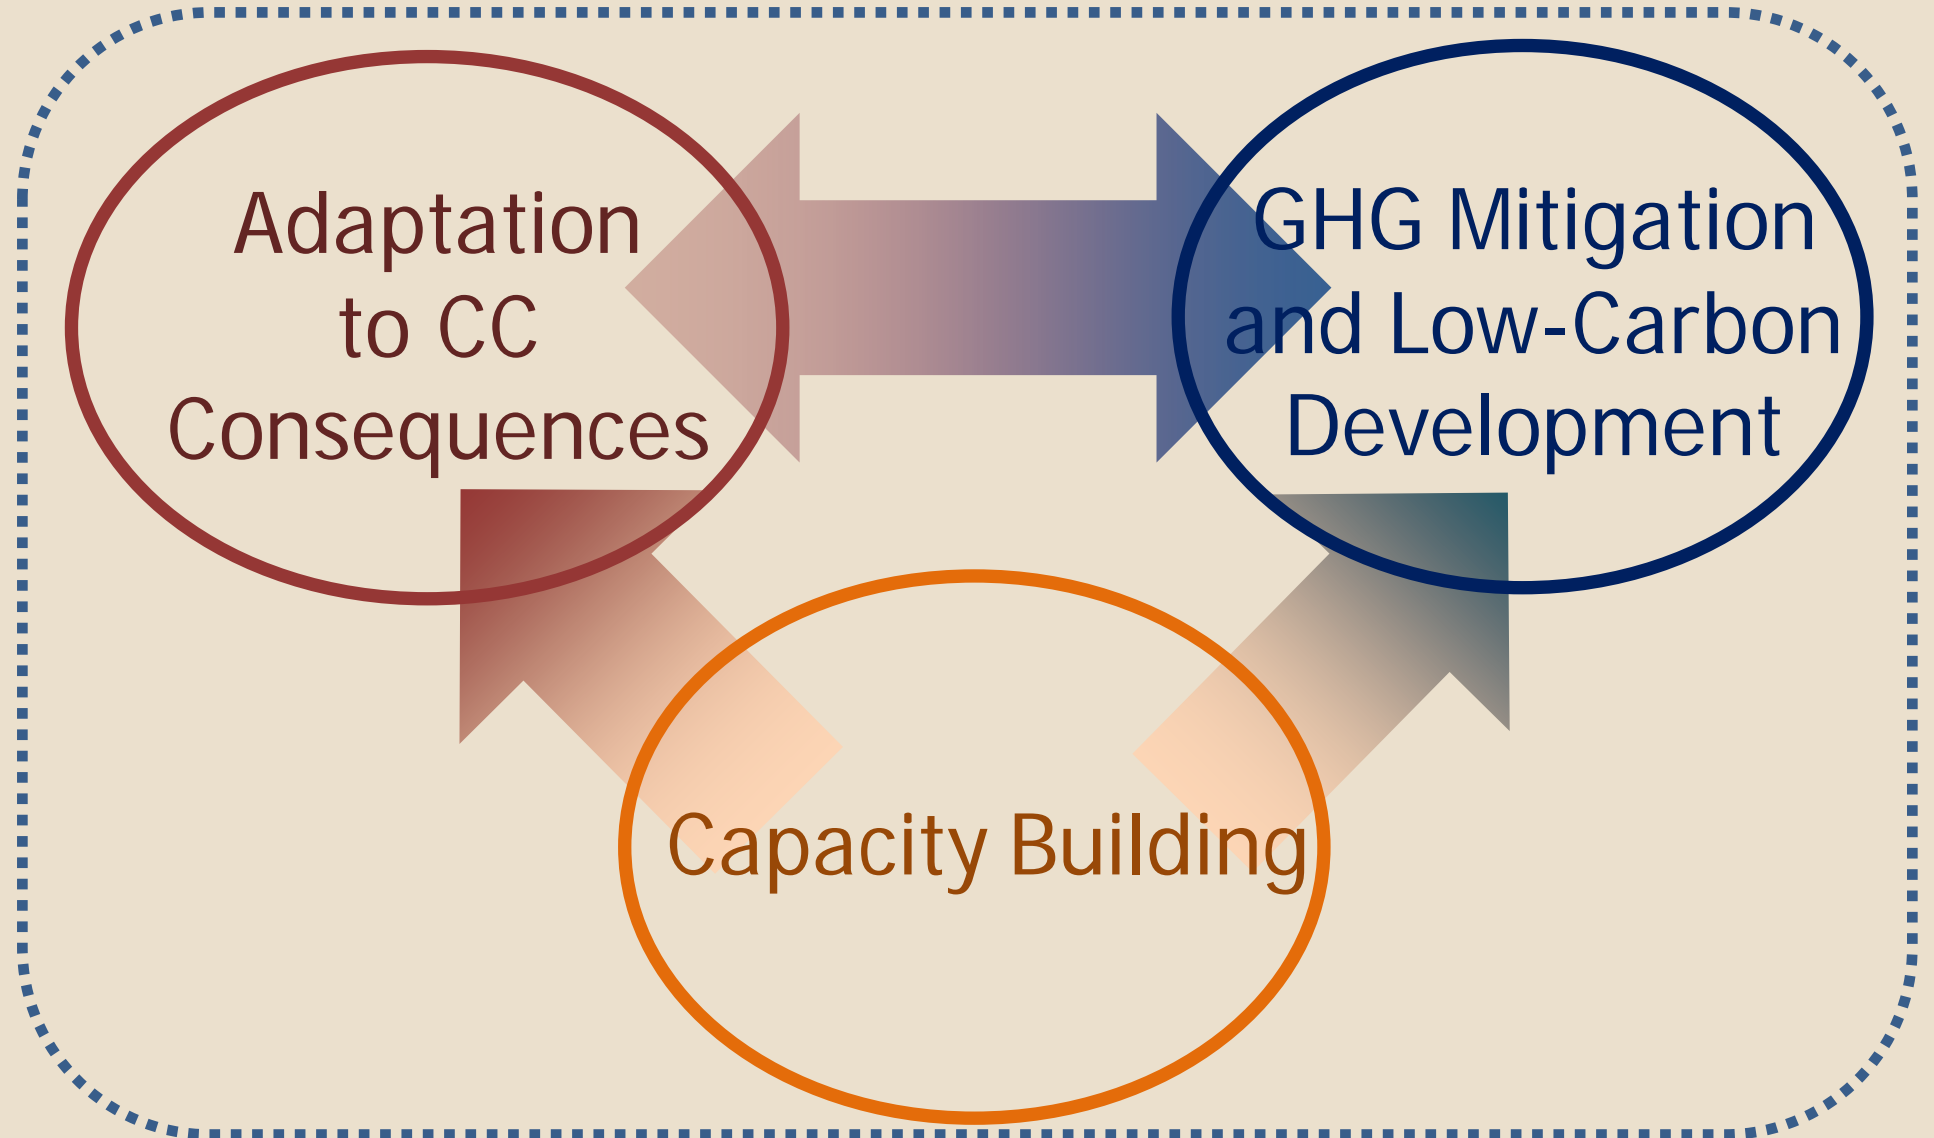 Adaptation
to CC
Consequences
GHG Mitigation
and Low-Carbon
Development
Capacity Building